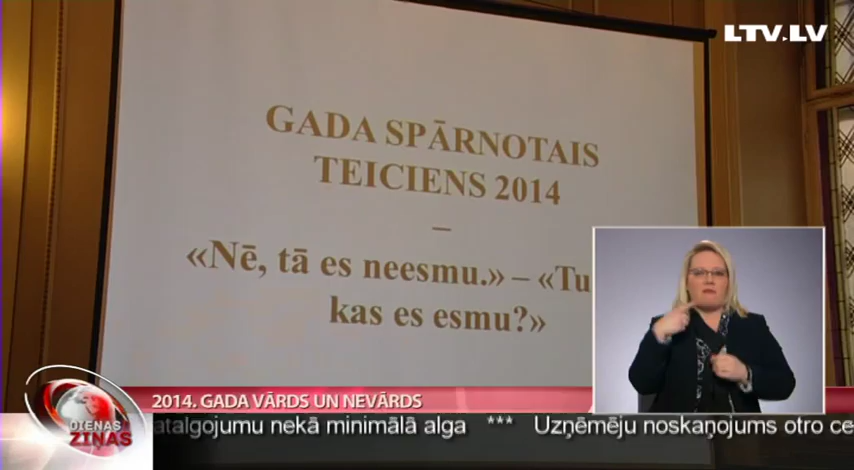 LTV.LV
GADA SPĀRNOTAIS
TEICIENS 2014
–
«Nē, tā es neesmu.» – «Tu
kas es esmu?»
2014. GADA VĀRDS UN NEVĀRDS
DIENAS
ZIŅAS
atalgojumu nekā minimālā alga *** Uzņēmēju noskaņojums otro ce